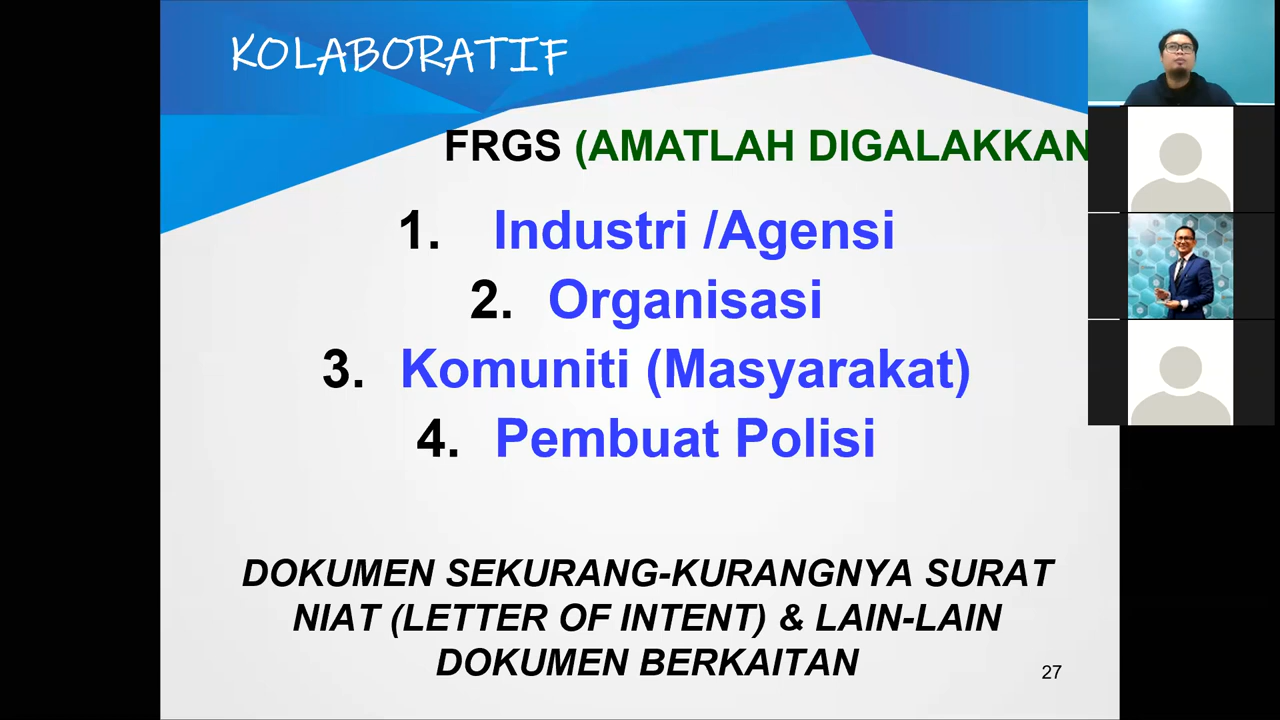 KOLABORATIF
FRGS (AMATLAH DIGALAKKAN
1. Industri /Agensi
2. Organisasi
3. Komuniti (Masyarakat)
4. Pembuat Polisi
DOKUMEN SEKURANG-KURANGNYA SURAT
NIAT (LETTER OF INTENT) & LAIN-LAIN
DOKUMEN BERKAITAN
27